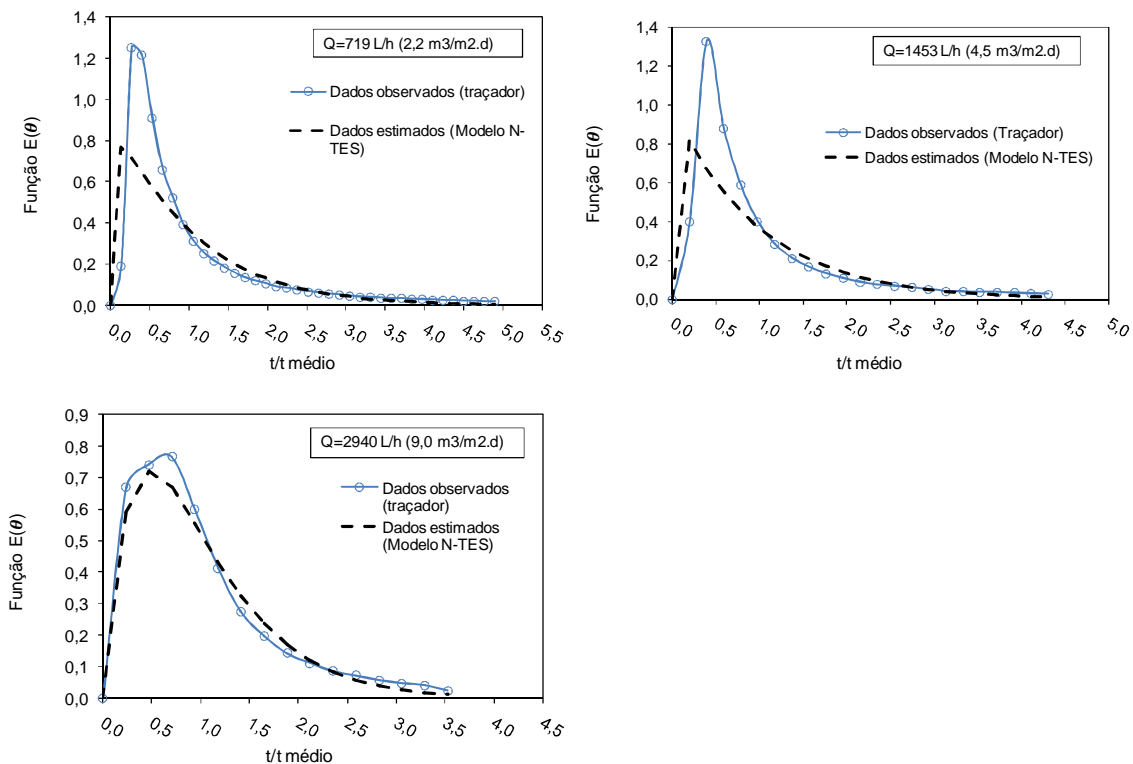 Q=719 L/h (2,2 m3/m2.d)
Dados observados (traçador)
Dados estimados (Modelo N-
TES)
Função E(θ)
1,4
1,2
1,0
0,8
0,6
0,4
0,2
0,0
0,0 0,5 1,0 1,5 2,0 2,5 3,0 3,5 4,0 4,5 5,0 5,5
t/t médio
Q=1453 L/h (4,5 m3/m2.d)
Dados observados (Traçador)
Dados estimados (Modelo N-TES)
Função E(θ)
1,4
1,2
1,0
0,8
0,6
0,4
0,2
0,0
0,0 0,5 1,0 1,5 2,0 2,5 3,0 3,5 4,0 4,5 5,0
t/t médio
Q=2940 L/h (9,0 m3/m2.d)
Dados observados
(traçador)
Dados estimados
(Modelo N-TES)
Função E(θ)
0,9
0,8
0,7
0,6
0,5
0,4
0,3
0,2
0,1
0,0
0,0 0,5 1,0 1,5 2,0 2,5 3,0 3,5 4,0 4,5
t/t médio